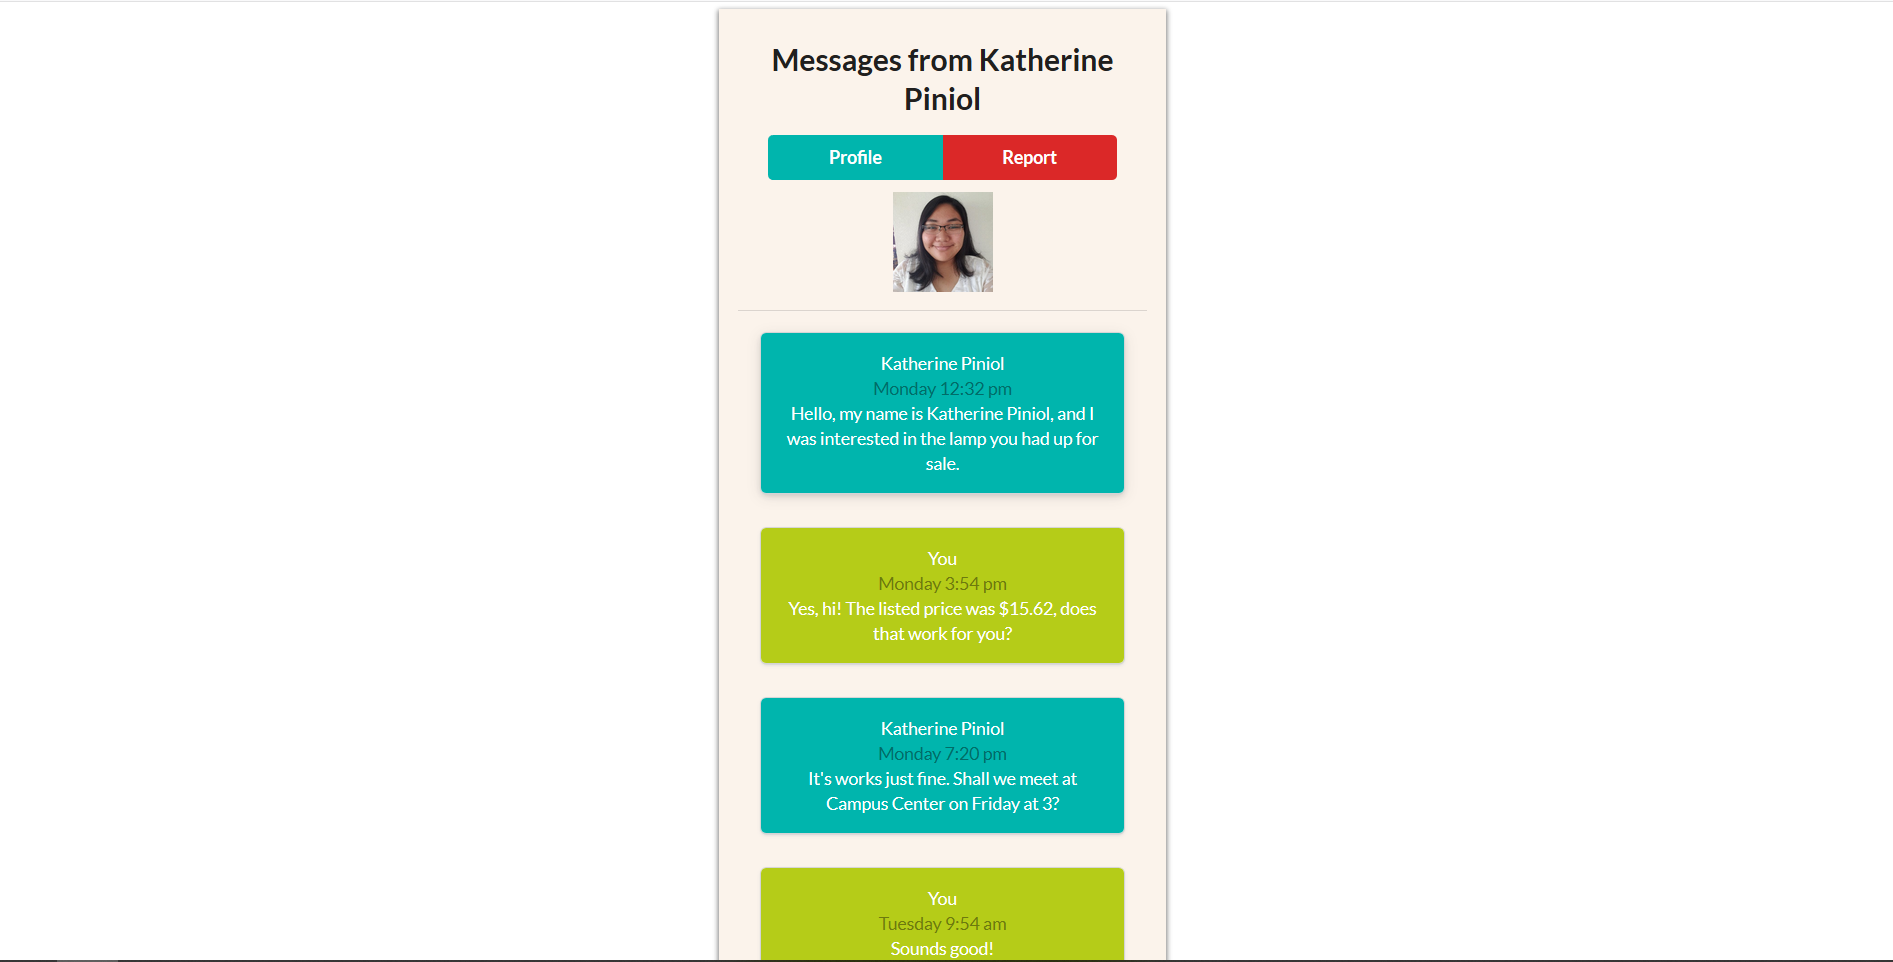 Messages from Katherine
Piniol
Profile
Report
Katherine Piniol
Monday 12:32 pm
Hello, my name is Katherine Piniol, and I
was interested in the lamp you had up for
sale.
You
Monday 3:54 pm
Yes, hi! The listed price was $15.62, does
that work for you?
Katherine Piniol
Monday 7:20 pm
It's works just fine. Shall we meet at
Campus Center on Friday at 3?
You
Tuesday 9:54 am
Sounds good!